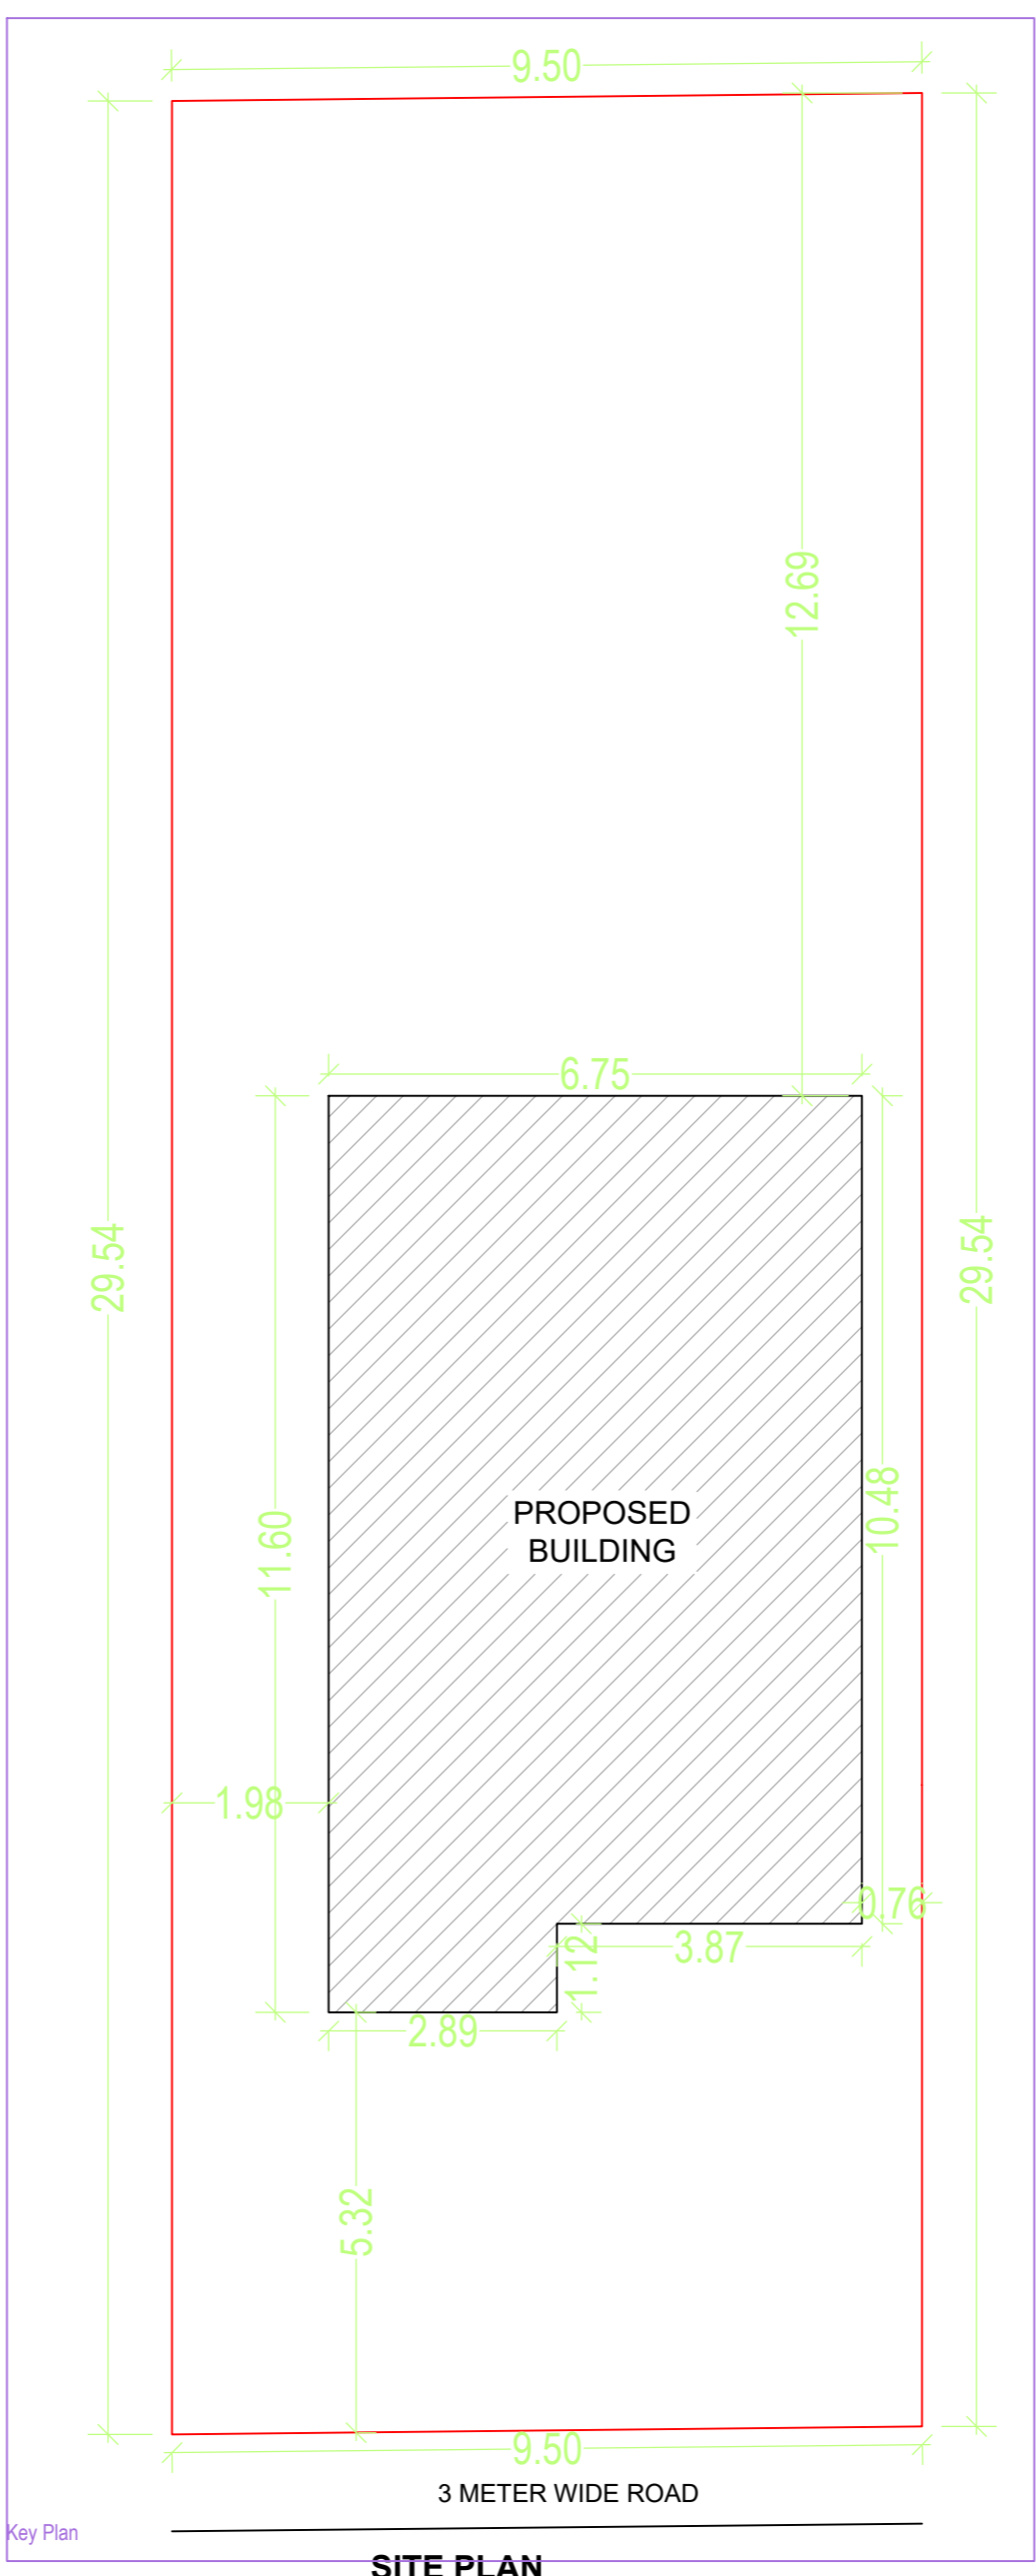 9.50
12.69
6.75
29.54
29.54
10.48
PROPOSED
BUILDING
11.60
1.98
0.76
3.87
1.12
2.89
5.32
9.50
3 METER WIDE ROAD
Key Plan
SITE PLAN